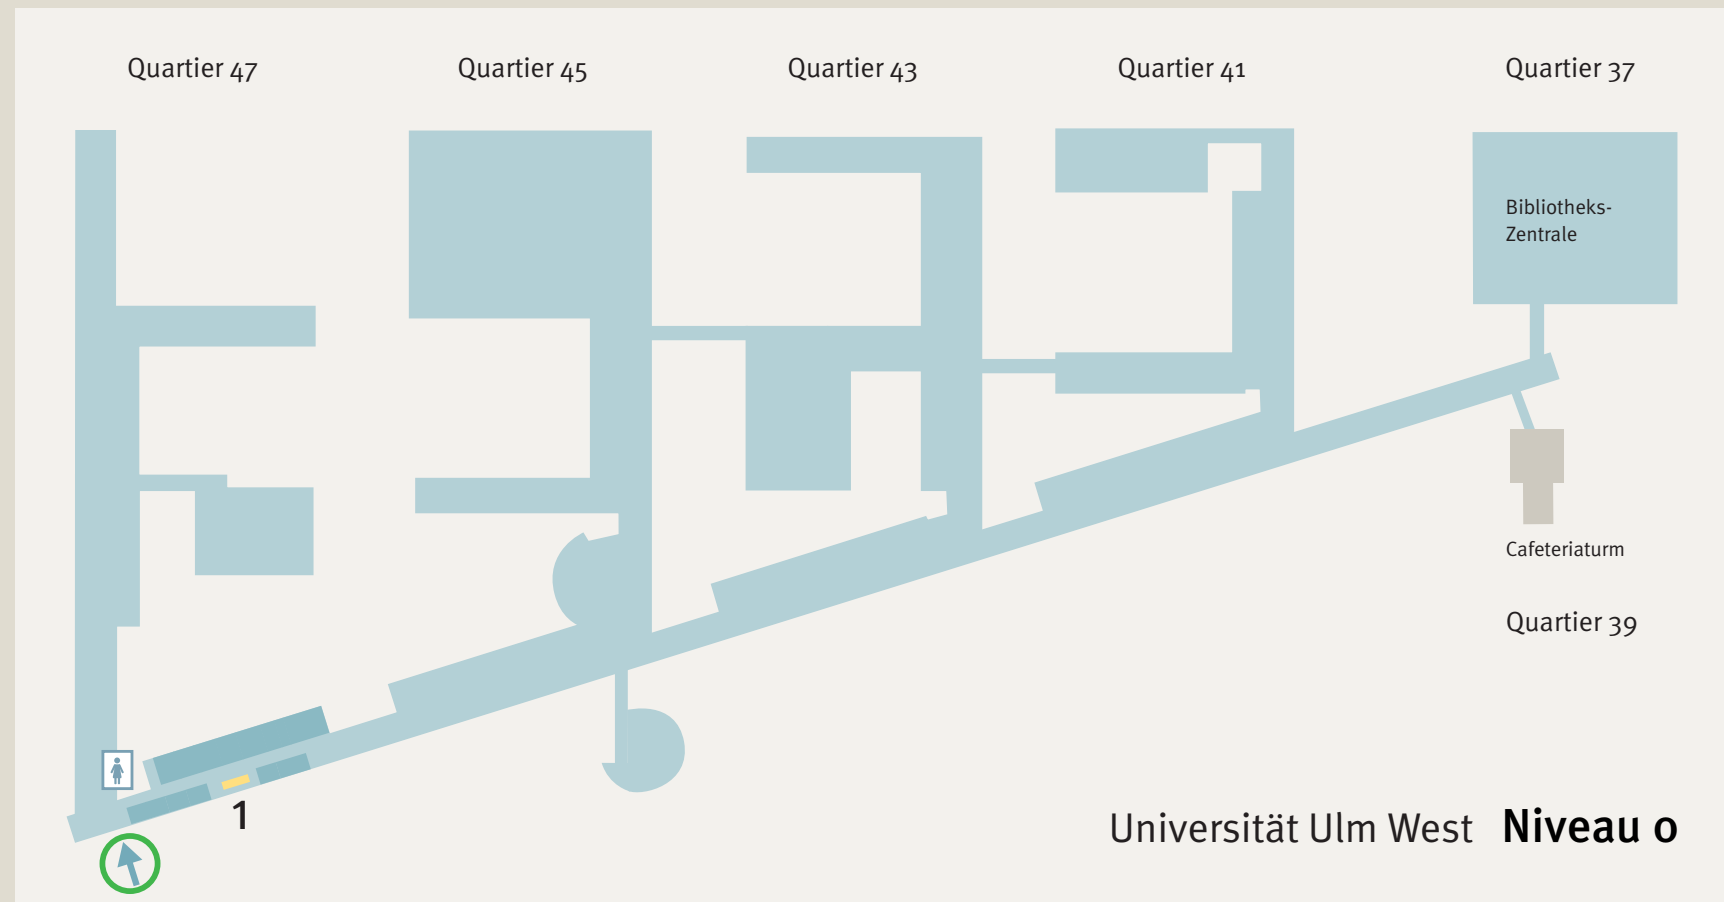 Quartier 47
Quartier 45
Quartier 43
Quartier 41
Quartier 37
Bibliotheks-
Zentrale
Cafeteriaturm
Quartier 39
1
Universität Ulm West Niveau 0